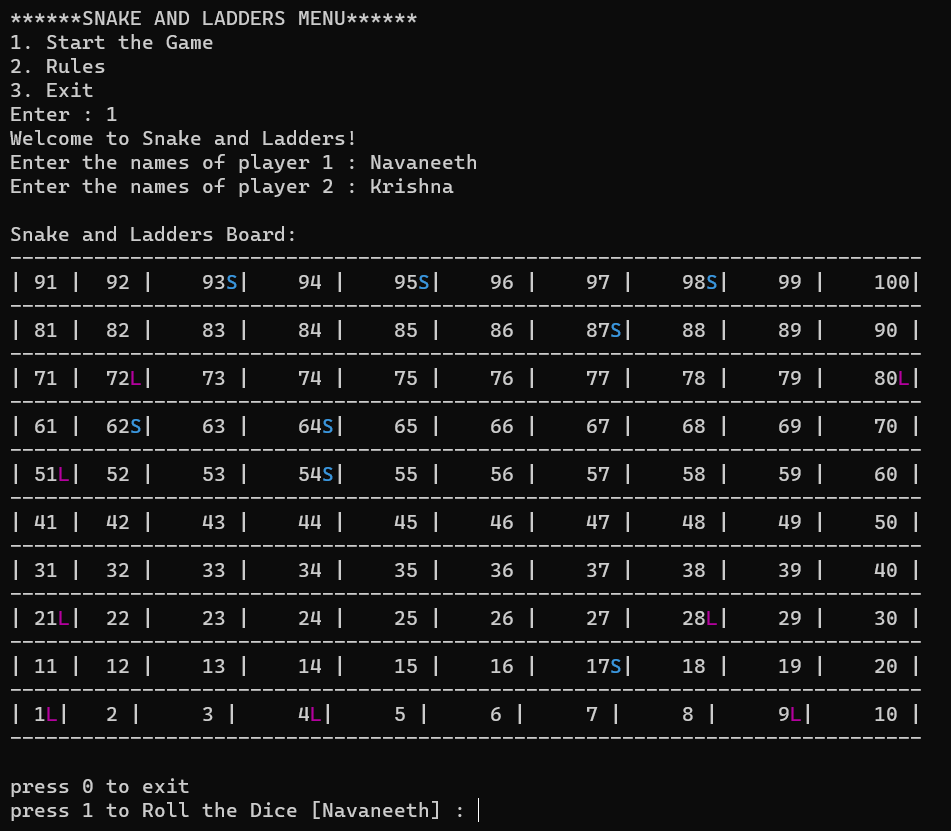 ******SNAKE AND LADDERS MENU******
1. Start the Game
2. Rules
3. Exit
Enter : 1
Welcome to Snake and Ladders!
Enter the names of player 1 : Navaneeth
Enter the names of player 2 : Krishna

Snake and Ladders Board:
----------------------------------------------------------------------------
| 91 |  92 |    93S|    94 |    95S|    96 |    97 |    98S|    99 |    100|
----------------------------------------------------------------------------
| 81 |  82 |    83 |    84 |    85 |    86 |    87S|    88 |    89 |    90 |
----------------------------------------------------------------------------
| 71 |  72L|    73 |    74 |    75 |    76 |    77 |    78 |    79 |    80L|
----------------------------------------------------------------------------
| 61 |  62S|    63 |    64S|    65 |    66 |    67 |    68 |    69 |    70 |
----------------------------------------------------------------------------
| 51L|  52 |    53 |    54S|    55 |    56 |    57 |    58 |    59 |    60 |
----------------------------------------------------------------------------
| 41 |  42 |    43 |    44 |    45 |    46 |    47 |    48 |    49 |    50 |
----------------------------------------------------------------------------
| 31 |  32 |    33 |    34 |    35 |    36 |    37 |    38 |    39 |    40 |
----------------------------------------------------------------------------
| 21L|  22 |    23 |    24 |    25 |    26 |    27 |    28L|    29 |    30 |
----------------------------------------------------------------------------
| 11 |  12 |    13 |    14 |    15 |    16 |    17S|    18 |    19 |    20 |
----------------------------------------------------------------------------
| 1L|   2 |     3 |     4L|     5 |     6 |     7 |     8 |     9L|     10 |
----------------------------------------------------------------------------

press 0 to exit
press 1 to Roll the Dice [Navaneeth] :